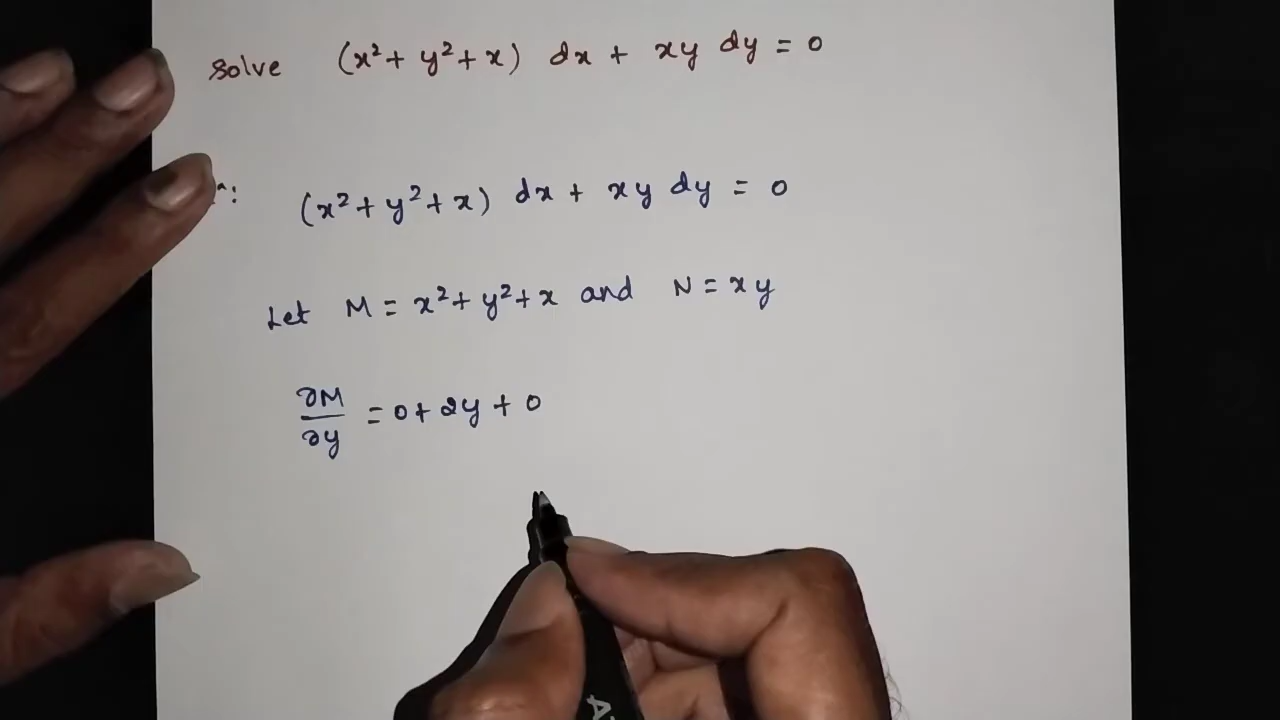 Solve (x²+ y²+ x) dx + xy dy = 0
(x²+ y²+ x) dx + xy dy = 0
Let M = x²+ y²+ x and N = xy
∂M/∂y = 0+ 2y + 0